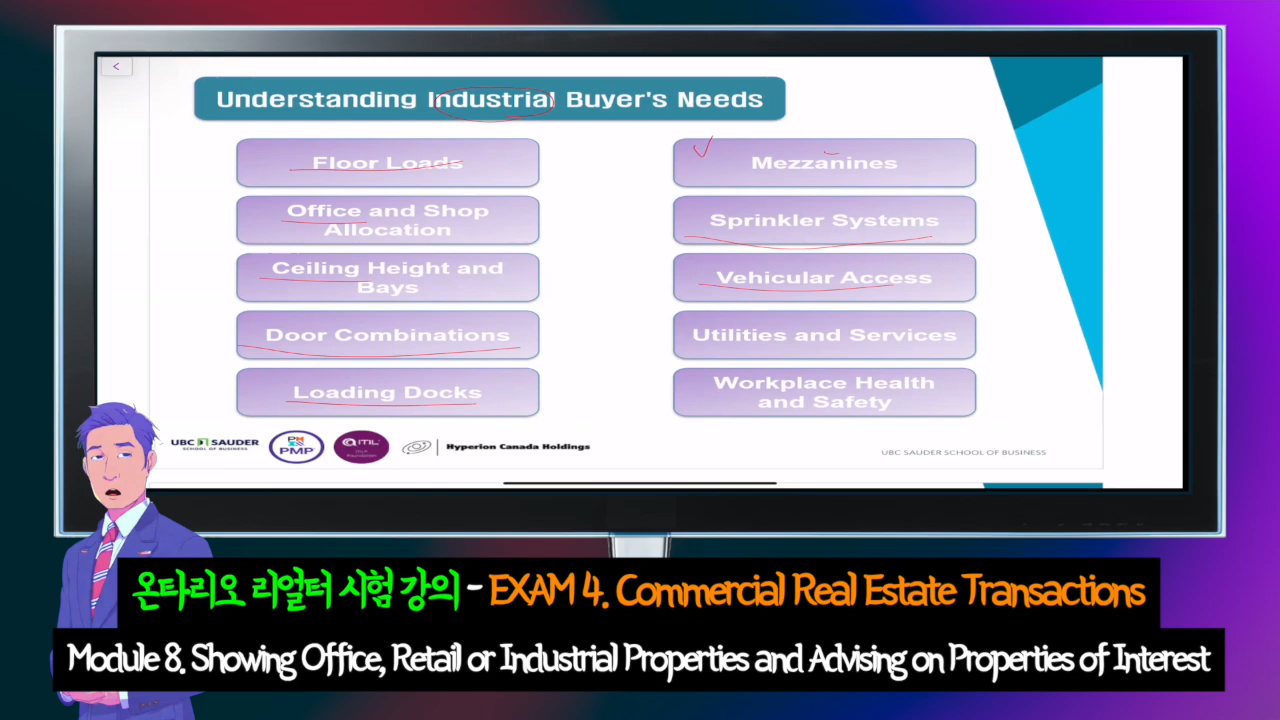 <
Understanding Industrial Buyer's Needs
Floor Loads
Office and Shop
Allocation
Ceiling Height and
Bays
Door Combinations
Loading Docks
Mezzanines
Sprinkler Systems
Vehicular Access
Utilities and Services
Workplace Health
and Safety
UBC SAUDER
SCHOOL OF BUSINESS
PMP
ITIL
Hyperion Canada Holdings
UBC SAUDER SCHOOL OF BUSINESS
온타리오 리얼터 시험 강의 - EXAM 4. Commercial Real Estate Transactions
Module 8. Showing Office, Retail or Industrial Properties and Advising on Properties of Interest